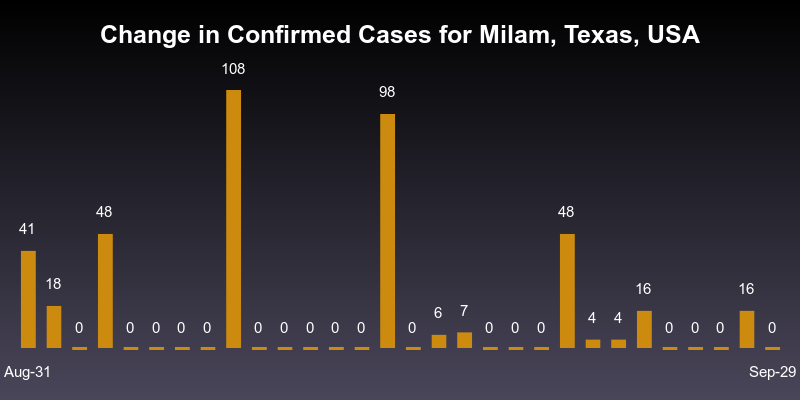 Change in Confirmed Cases for Milam, Texas, USA
41 18 0 48 0 0 0 0 108 0 0 0 0 0 98 0 6 7 0 0 0 48 4 4 16 0 0 0 16 0
Aug-31 Sep-29